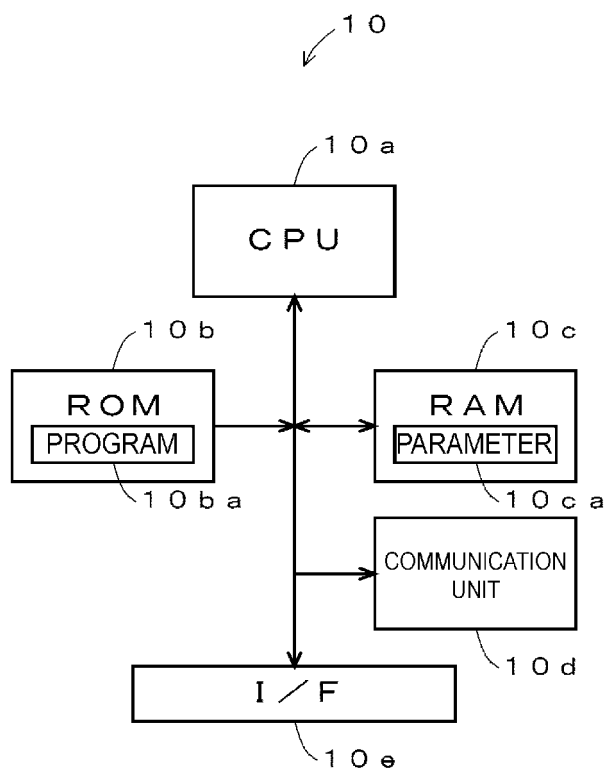 10
10a
CPU
10b
ROM
PROGRAM
10ba
10c
RAM
PARAMETER
10ca
COMMUNICATION
UNIT
10d
I/F
10e